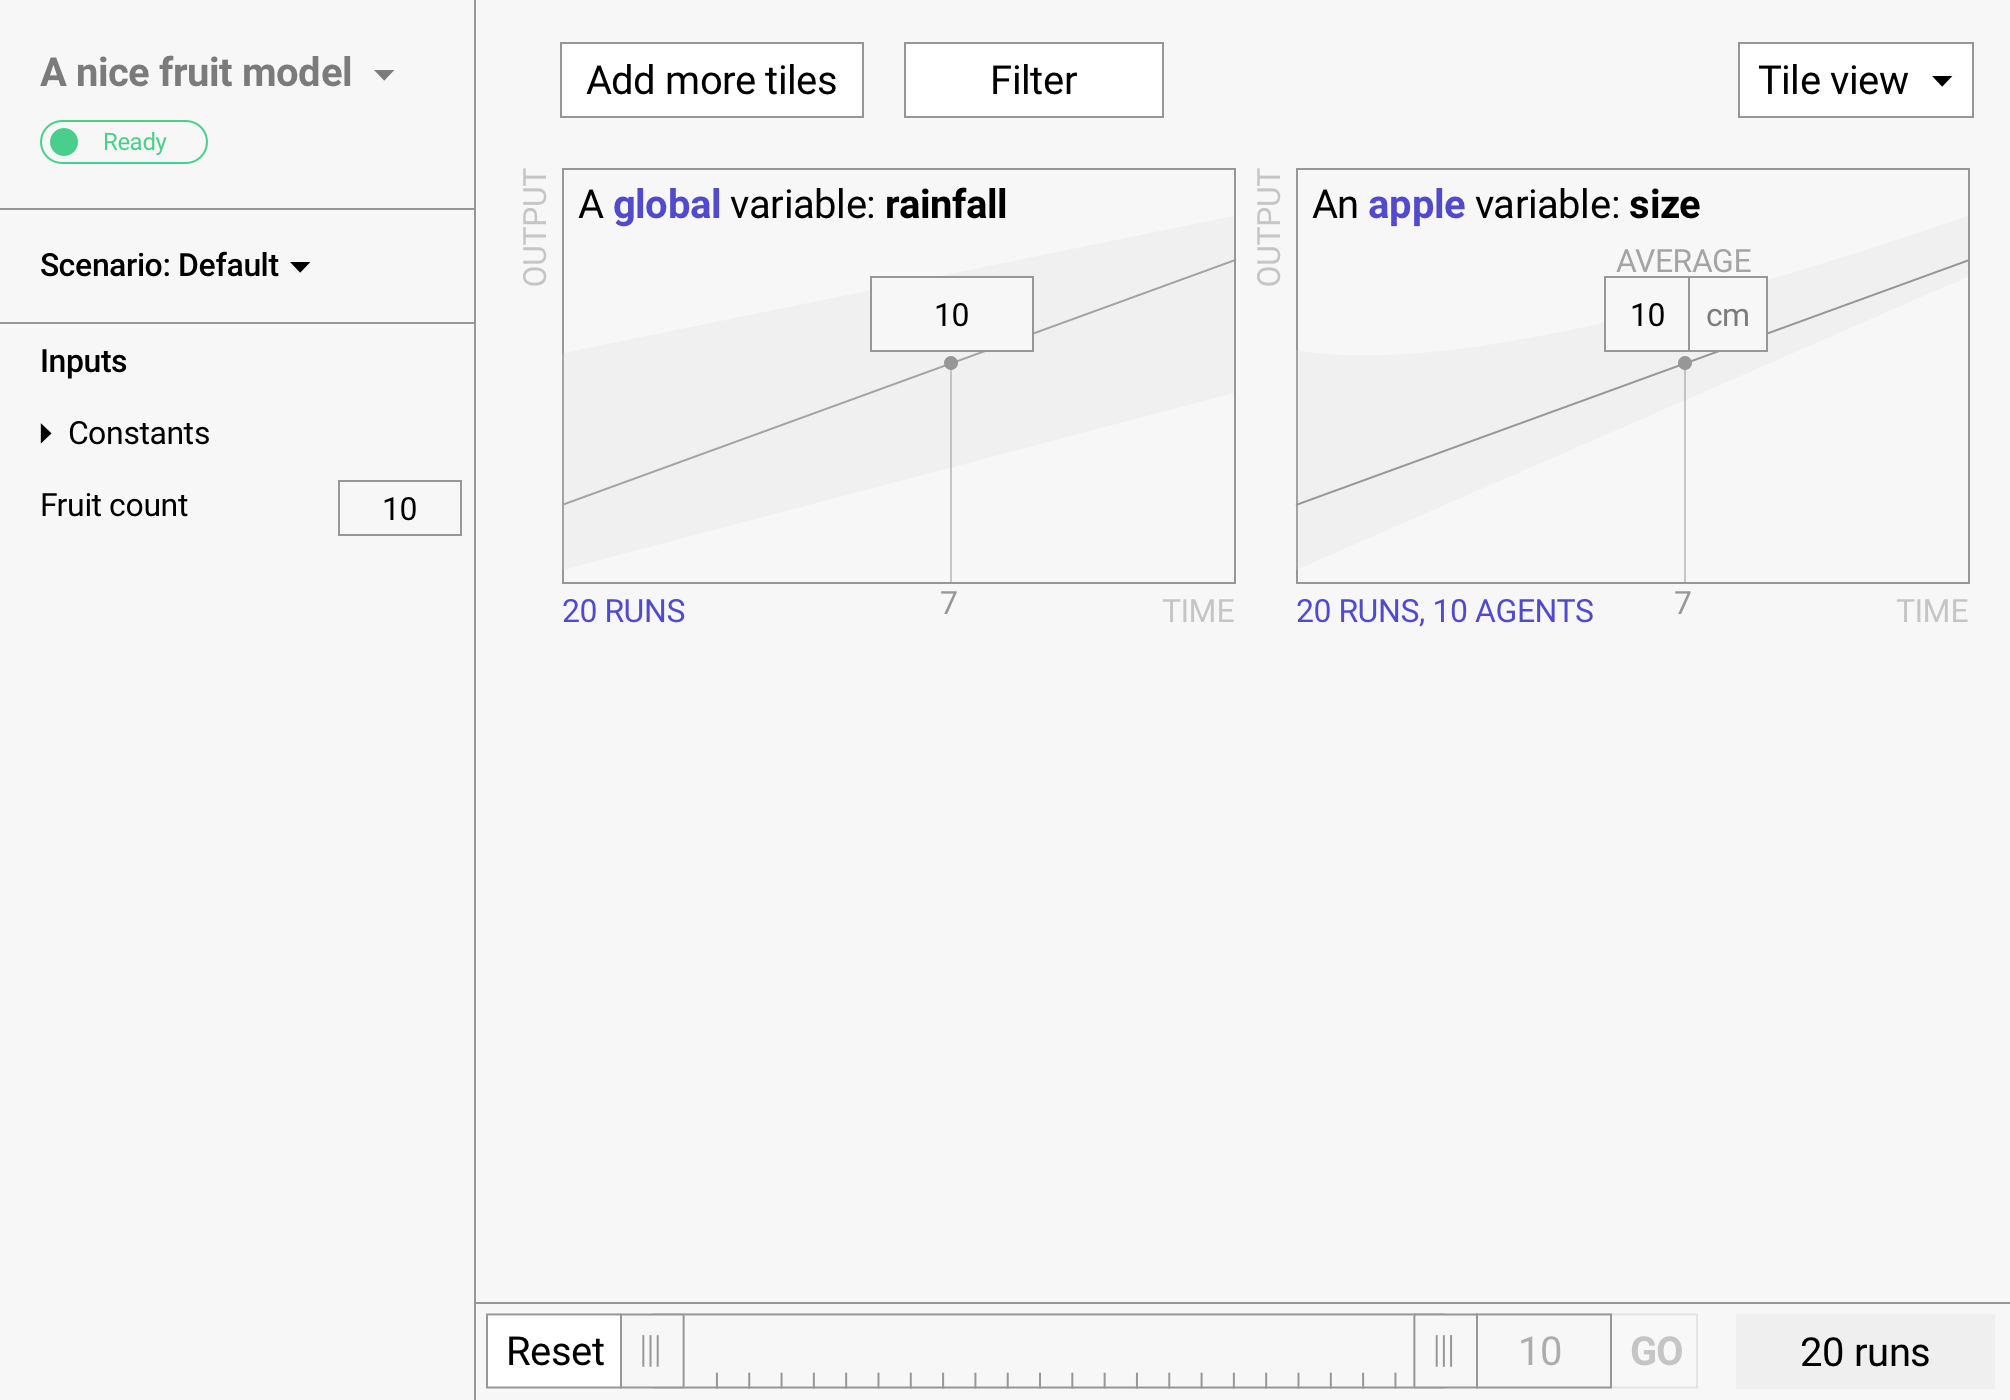 A nice fruit model
Ready
Scenario: Default
Inputs
Constants
Fruit count
10
Add more tiles
Filter
Tile view
OUTPUT
A global variable: rainfall
10
20 RUNS
7
TIME
OUTPUT
An apple variable: size
AVERAGE
10 cm
20 RUNS, 10 AGENTS
7
TIME
Reset
10
GO
20 runs